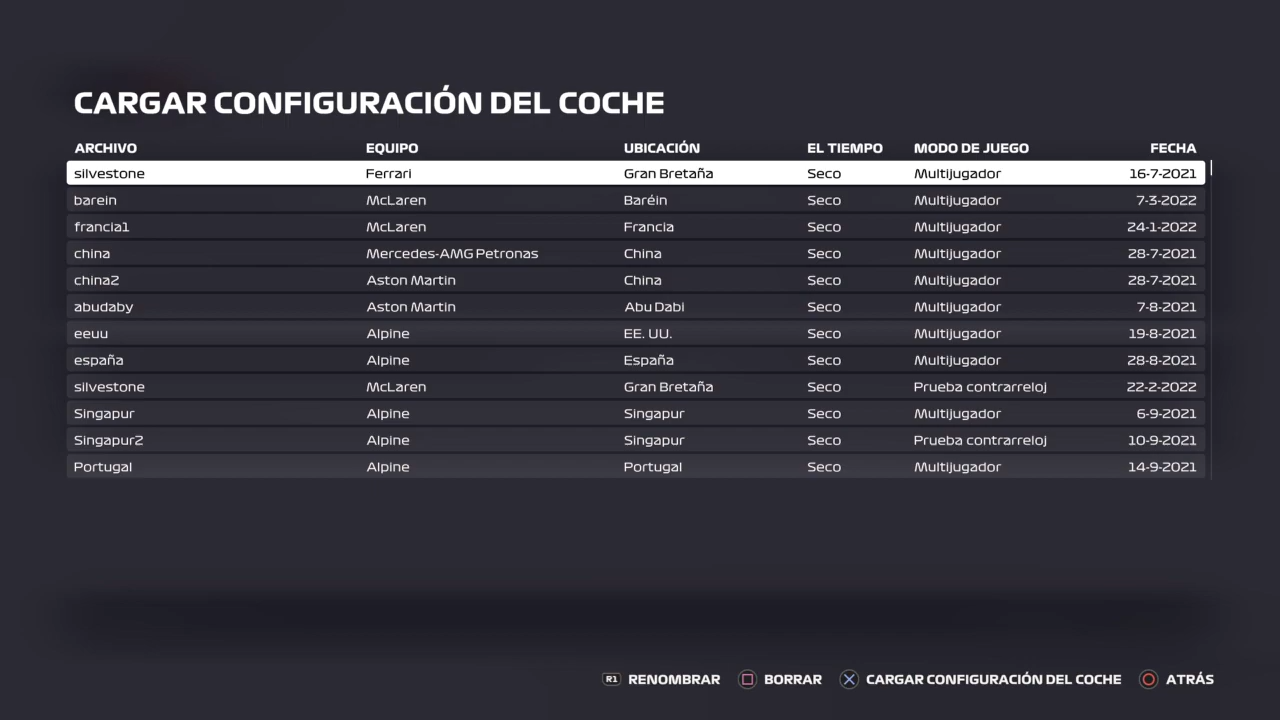 CARGAR CONFIGURACIÓN DEL COCHE
ARCHIVO EQUIPO UBICACIÓN EL TIEMPO MODO DE JUEGO FECHA
silvestone Ferrari Gran Bretaña Seco Multijugador 16-7-2021
barein McLaren Baréin Seco Multijugador 7-3-2022
francia1 McLaren Francia Seco Multijugador 24-1-2022
china Mercedes-AMG Petronas China Seco Multijugador 28-7-2021
china2 Aston Martin China Seco Multijugador 28-7-2021
abudaby Aston Martin Abu Dabi Seco Multijugador 7-8-2021
eeuu Alpine EE. UU. Seco Multijugador 19-8-2021
españa Alpine España Seco Multijugador 28-8-2021
silvestone McLaren Gran Bretaña Seco Prueba contrarreloj 22-2-2022
Singapur Alpine Singapur Seco Multijugador 6-9-2021
Singapur2 Alpine Singapur Seco Prueba contrarreloj 10-9-2021
Portugal Alpine Portugal Seco Multijugador 14-9-2021
R1 RENOMBRAR BORRAR CARGAR CONFIGURACIÓN DEL COCHE ATRÁS